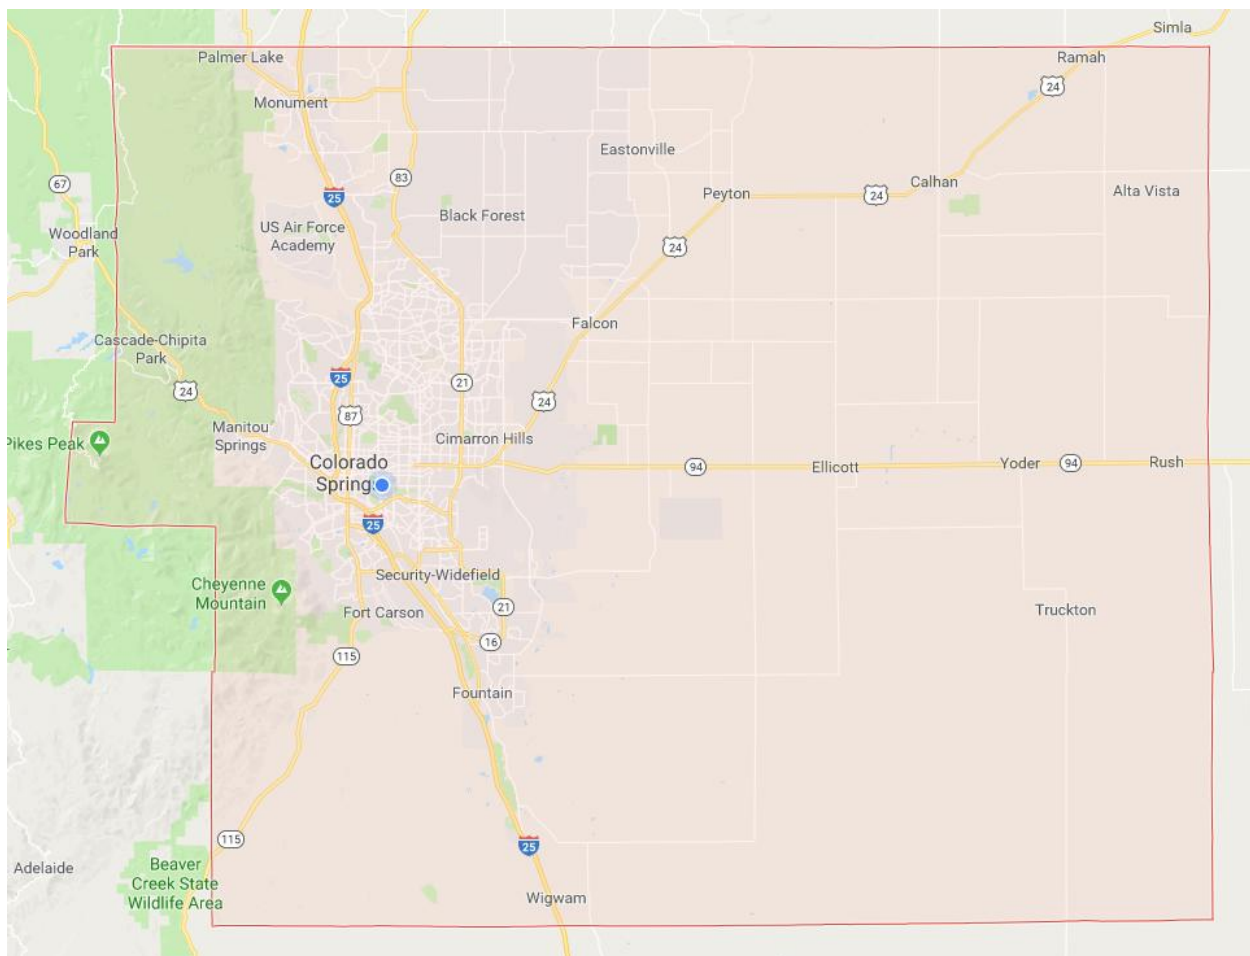 Simla
Palmer Lake
Ramah
24
Monument
Eastonville
83
67
25
Peyton
24
Calhan
Alta Vista
Black Forest
US Air Force
Academy
Woodland
Park
24
Falcon
Cascade-Chipita
Park
25
21
24
24
87
Manitou
Springs
Cimarron Hills
Pikes Peak
Colorado
Springs
94
Ellicott
Yoder
94
Rush
25
Security-Widefield
Cheyenne
Mountain
Fort Carson
21
Truckton
16
115
Fountain
115
25
Adelaide
Beaver
Creek State
Wildlife Area
Wigwam